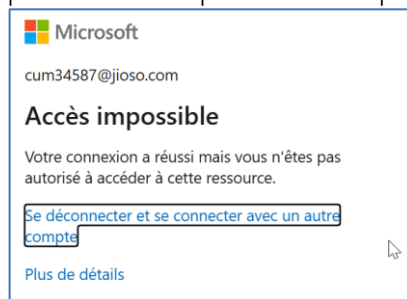 Microsoft
cum34587@jioso.com
Accès impossible
Votre connexion a réussi mais vous n'êtes pas
autorisé à accéder à cette ressource.
Se déconnecter et se connecter avec un autre
compte
Plus de détails